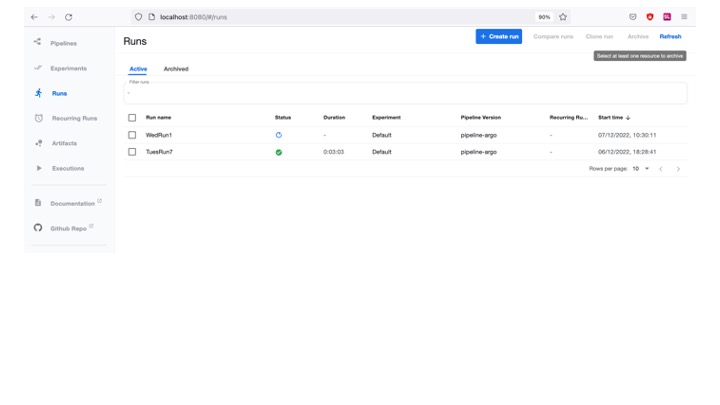 localhost:8080/#/runs
90%
Pipelines
Experiments
Runs
Recurring Runs
Artifacts
Executions
Documentation
Github Repo
Runs
+ Create run Compare runs Clone run Archive Refresh
Select at least one resource to archive
Active Archived
Filter runs
Run name Status Duration Experiment Pipeline Version Recurring Ru... Start time
WedRun1 - Default pipeline-argo - 07/12/2022, 10:30:11
TuesRun7 0:03:03 Default pipeline-argo - 06/12/2022, 18:28:41
Rows per page: 10